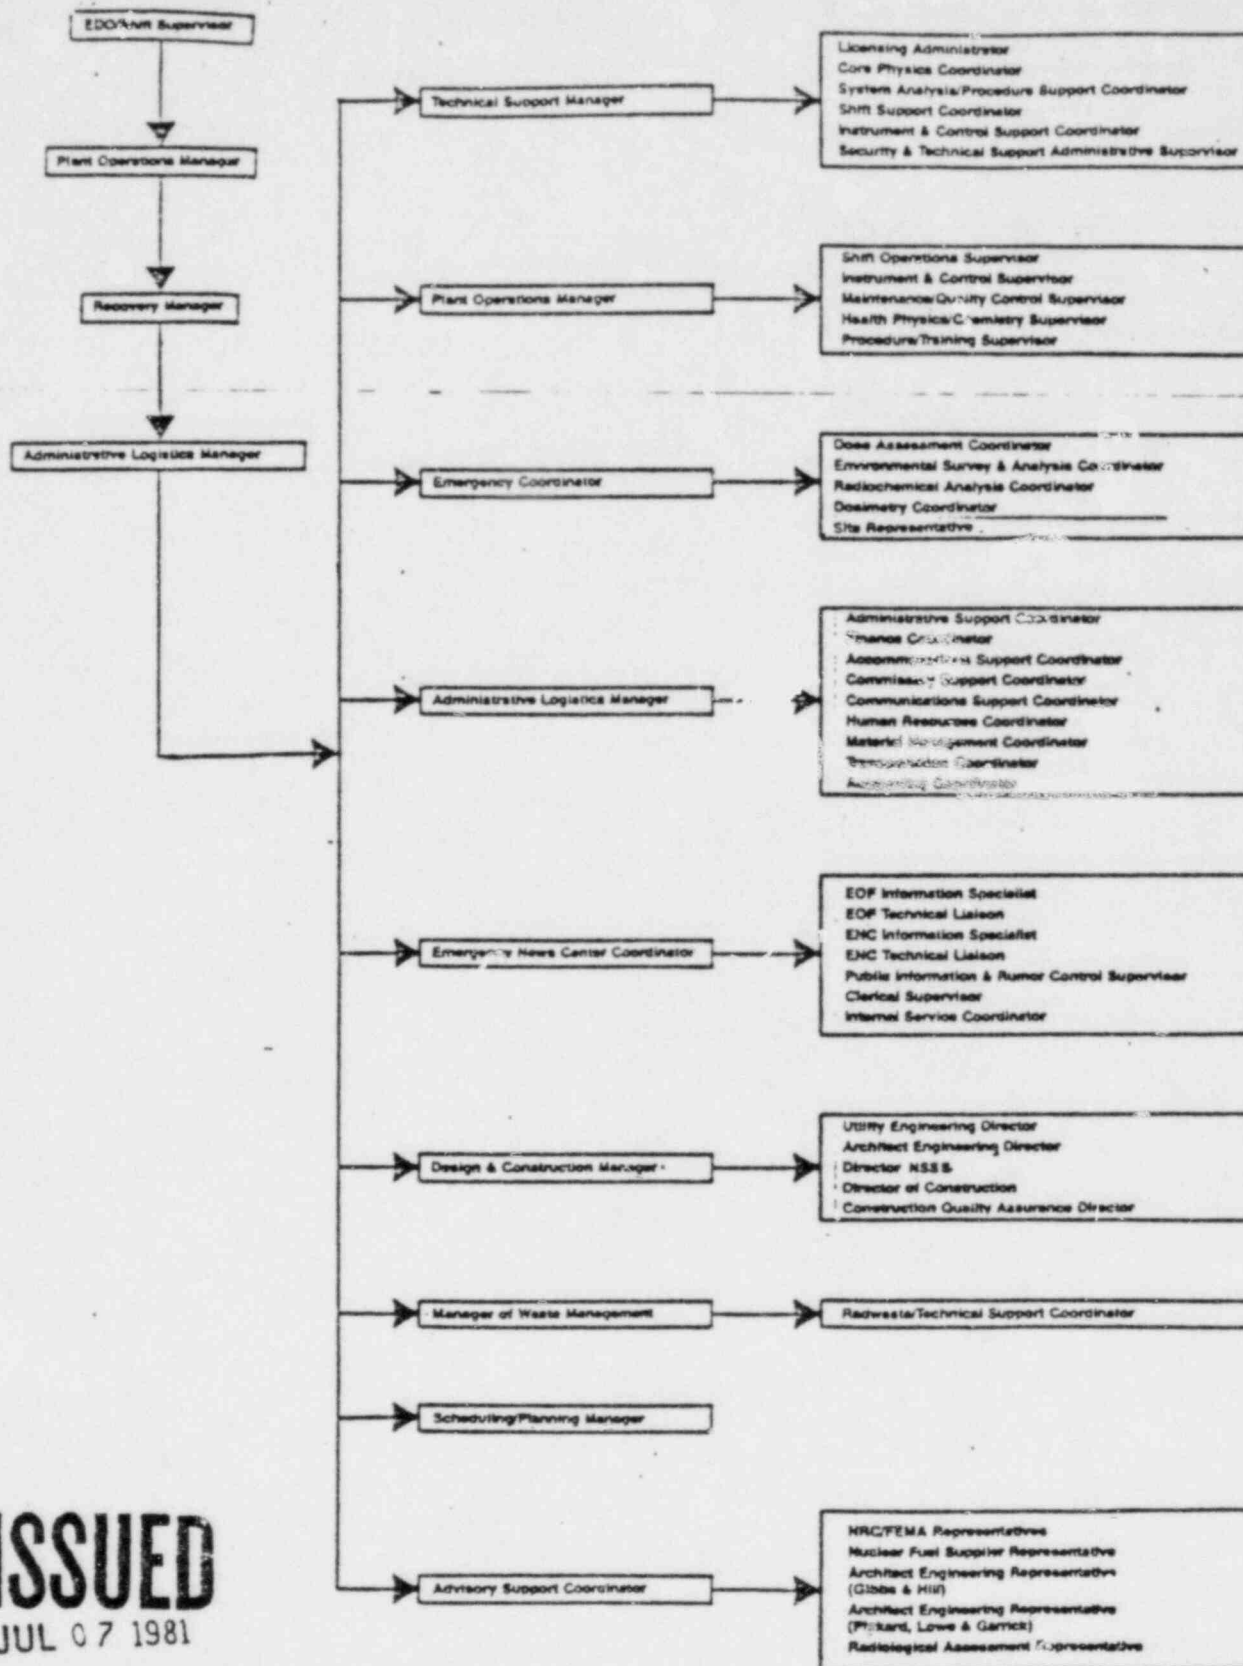 EDO/ANR Supervisor
Plant Operations Manager
Recovery Manager
Administrative Logistics Manager
Technical Support Manager
Licensing Administrator
Core Physics Coordinator
System Analysis/Procedure Support Coordinator
Shift Support Coordinator
Instrument & Control Support Coordinator
Security & Technical Support Administrative Supervisor
Plant Operations Manager
Shift Operations Supervisor
Instrument & Control Supervisor
Maintenance/Quality Control Supervisor
Health Physics/Chemistry Supervisor
Procedure/Training Supervisor
Emergency Coordinator
Dose Assessment Coordinator
Environmental Survey & Analysis Coordinator
Radiochemical Analysis Coordinator
Dosimetry Coordinator
Site Representative
Administrative Logistics Manager
Administrative Support Coordinator
Finance Coordinator
Accommodations Support Coordinator
Commissary Support Coordinator
Communications Support Coordinator
Human Resources Coordinator
Material Management Coordinator
Transportation Coordinator
Accounting Coordinator
Emergency News Center Coordinator
EOF Information Specialist
EOF Technical Liaison
ENC Information Specialist
ENC Technical Liaison
Public Information & Rumor Control Supervisor
Clerical Supervisor
Internal Service Coordinator
Design & Construction Manager
Utility Engineering Director
Architect Engineering Director
Director NSSS
Director of Construction
Construction Quality Assurance Director
Manager of Waste Management
Radwaste/Technical Support Coordinator
Scheduling/Planning Manager
Advisory Support Coordinator
NRC/FEMA Representatives
Nuclear Fuel Supplier Representative
Architect Engineering Representative
(Gibbs & Hill)
Architect Engineering Representative
(Pickard, Lowe & Garrick)
Radiological Assessment Representative
ISSUED
JUL 07 1981